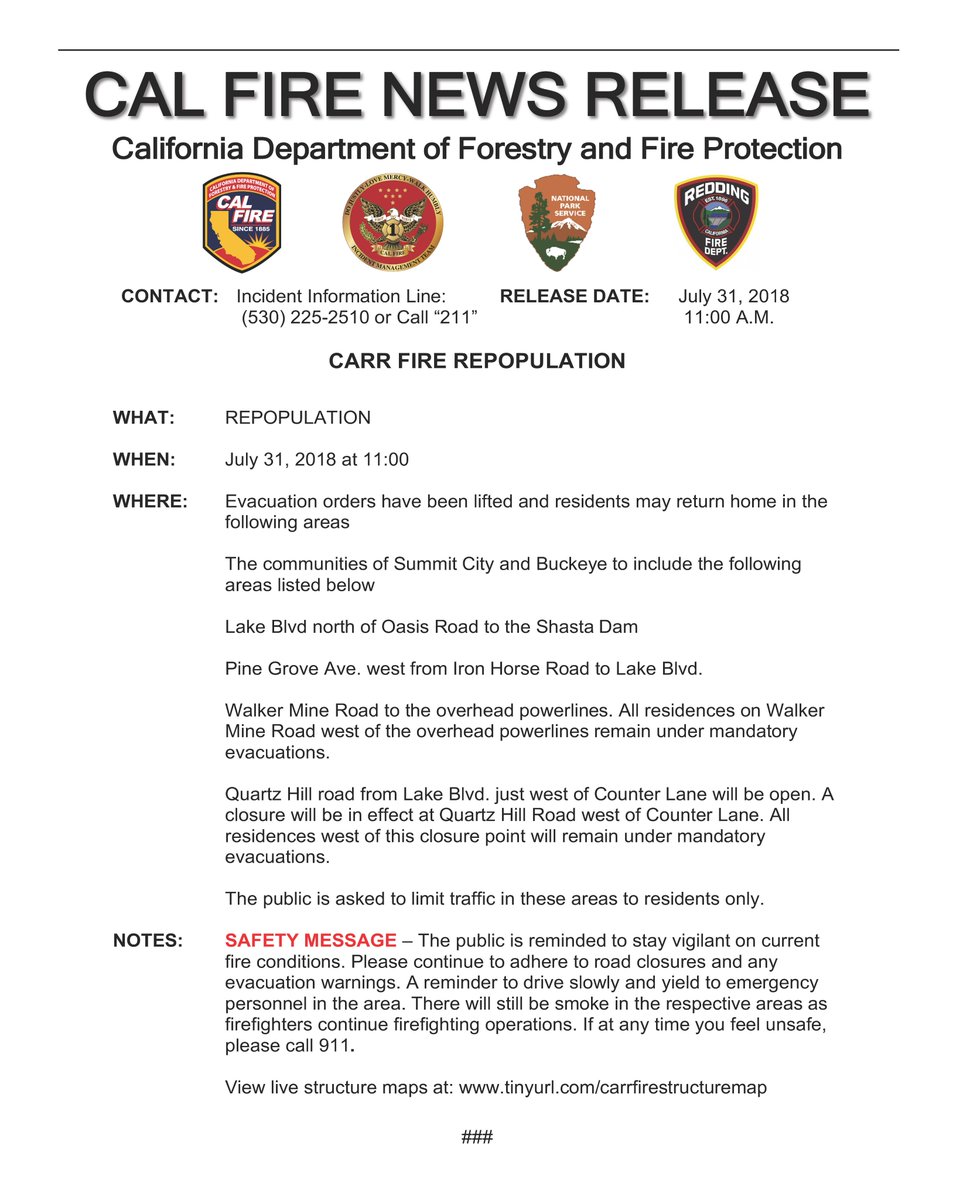 CAL FIRE NEWS RELEASE
California Department of Forestry and Fire Protection
CALIFORNIA DEPARTMENT OF
FORESTRY & FIRE PROTECTION
CAL
FIRE
SINCE 1885
DO JUSTLY-LOVE MERCY-WALK HUMBLY
1
CAL FIRE
INCIDENT MANAGEMENT TEAM
NATIONAL
PARK
SERVICE
REDDING
CALIFORNIA
FIRE
DEPT.
CONTACT: Incident Information Line: RELEASE DATE: July 31, 2018
(530) 225-2510 or Call “211” 11:00 A.M.
CARR FIRE REPOPULATION
WHAT: REPOPULATION
WHEN: July 31, 2018 at 11:00
WHERE: Evacuation orders have been lifted and residents may return home in the
following areas
The communities of Summit City and Buckeye to include the following
areas listed below
Lake Blvd north of Oasis Road to the Shasta Dam
Pine Grove Ave. west from Iron Horse Road to Lake Blvd.
Walker Mine Road to the overhead powerlines. All residences on Walker
Mine Road west of the overhead powerlines remain under mandatory
evacuations.
Quartz Hill road from Lake Blvd. just west of Counter Lane will be open. A
closure will be in effect at Quartz Hill Road west of Counter Lane. All
residences west of this closure point will remain under mandatory
evacuations.
The public is asked to limit traffic in these areas to residents only.
NOTES: SAFETY MESSAGE – The public is reminded to stay vigilant on current
fire conditions. Please continue to adhere to road closures and any
evacuation warnings. A reminder to drive slowly and yield to emergency
personnel in the area. There will still be smoke in the respective areas as
firefighters continue firefighting operations. If at any time you feel unsafe,
please call 911.
View live structure maps at: www.tinyurl.com/carrfirestructuremap
###